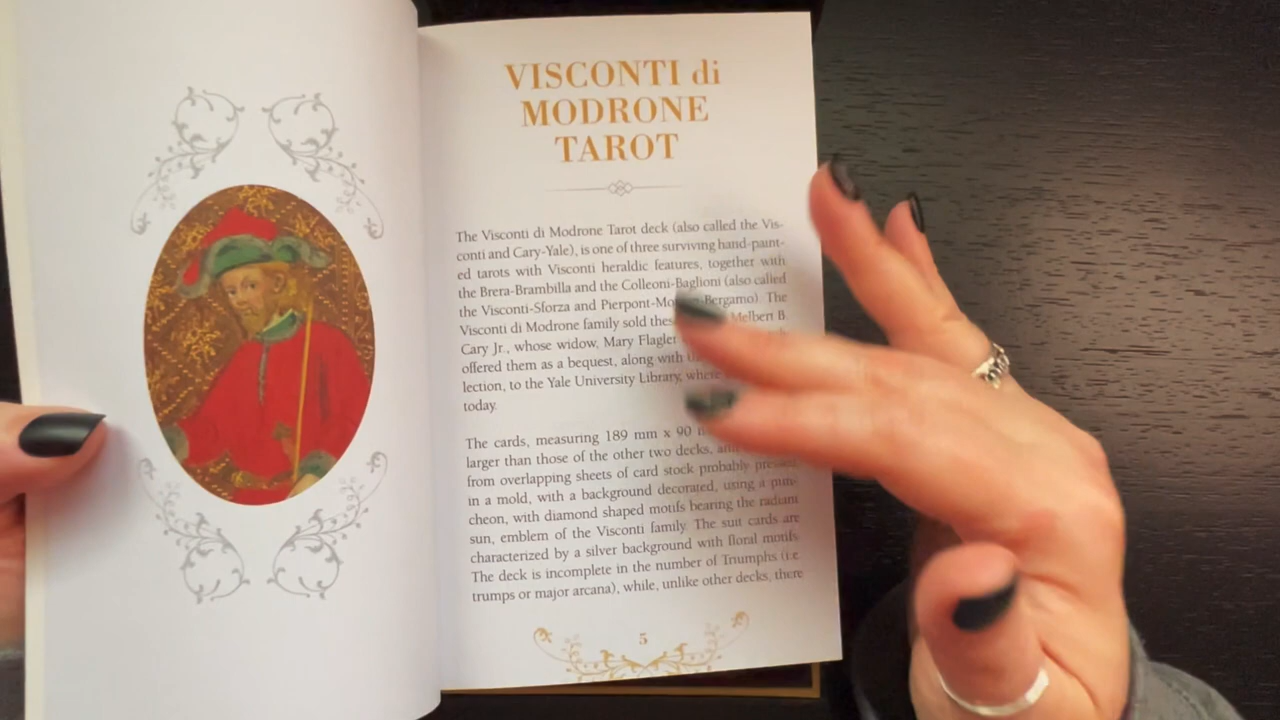 VISCONTI di
MODRONE
TAROT
The Visconti di Modrone Tarot deck (also called the Vis-
conti and Cary-Yale), is one of three surviving hand-paint-
ed tarots with Visconti heraldic features, together with
the Brera-Brambilla and the Colleoni-Baglioni (also called
the Visconti-Sforza and Pierpont-Bergamo). The
Visconti di Modrone family sold Melbert B.
Cary Jr., whose widow, Mary Flagler
offered them as a bequest, along with
lection, to the Yale University Library, where
today.
The cards, measuring 189 mm x 90
larger than those of the other two decks,
from overlapping sheets of card stock probably pressed
in a mold, with a background decorated, using a pun-
cheon, with diamond shaped motifs bearing the radiant
sun, emblem of the Visconti family. The suit cards are
characterized by a silver background with floral motifs.
The deck is incomplete in the number of Triumphs (i.e.
trumps or major arcana), while, unlike other decks, there
5